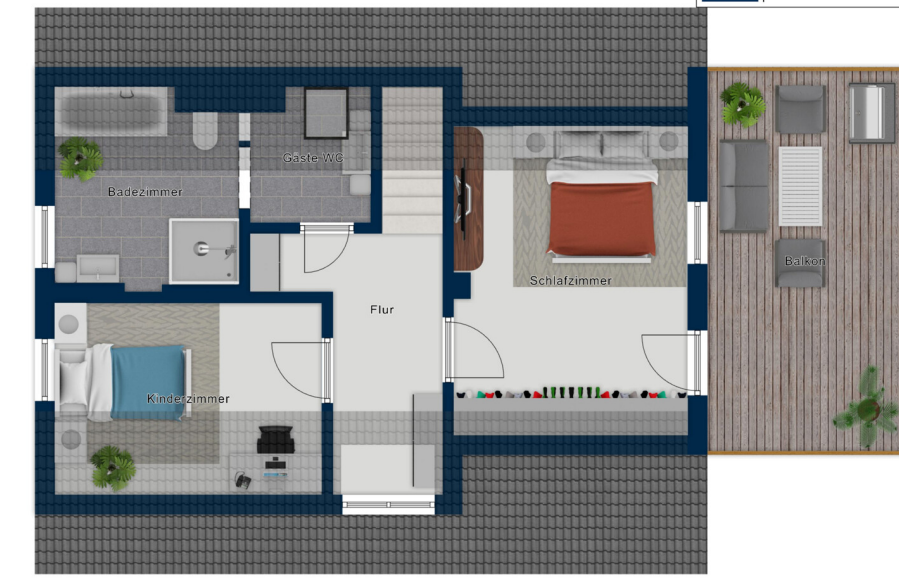 Gäste WC
Badezimmer
Balkon
Schlafzimmer
Flur
Kinderzimmer